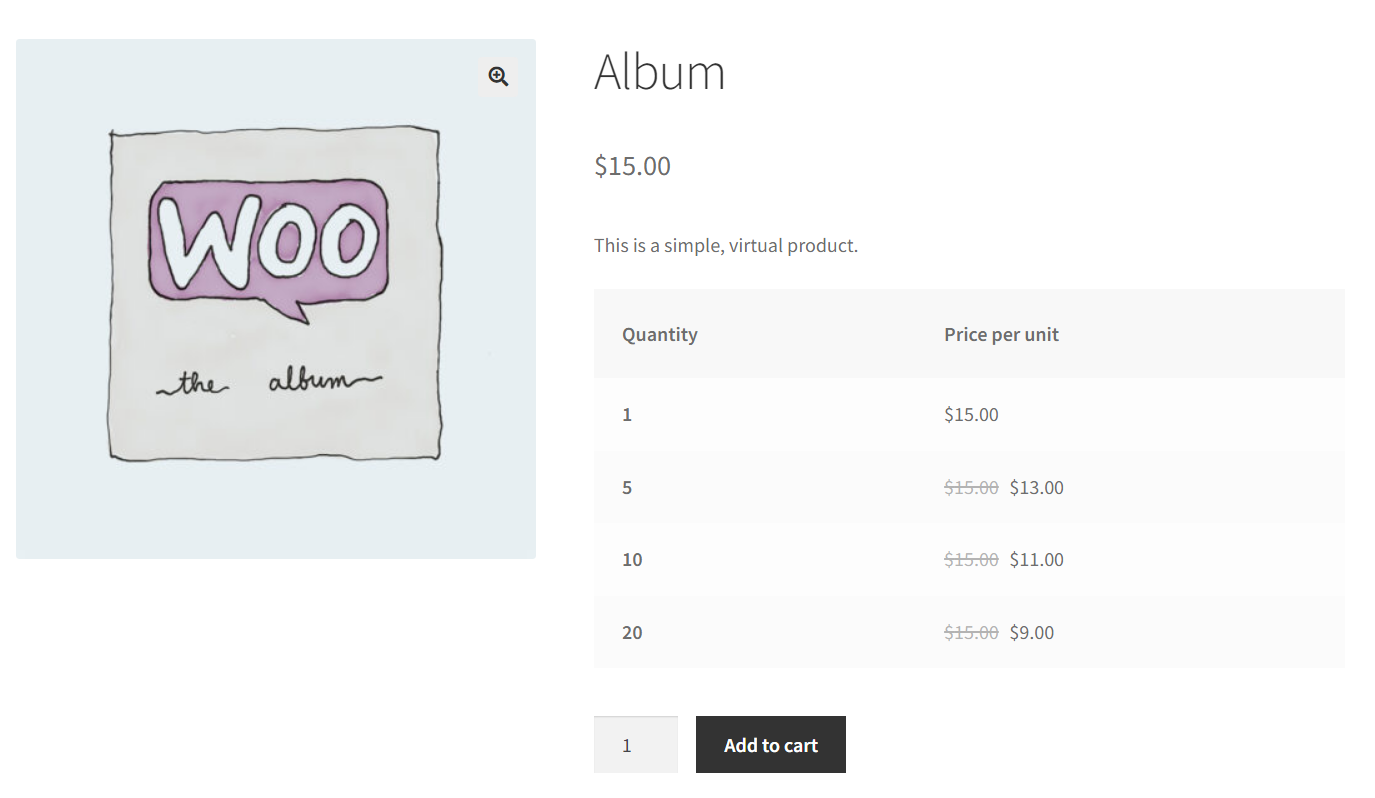 WOO
the album
Album
$15.00
This is a simple, virtual product.
Quantity Price per unit
1 $15.00
5 $15.00 $13.00
10 $15.00 $11.00
20 $15.00 $9.00
1 Add to cart